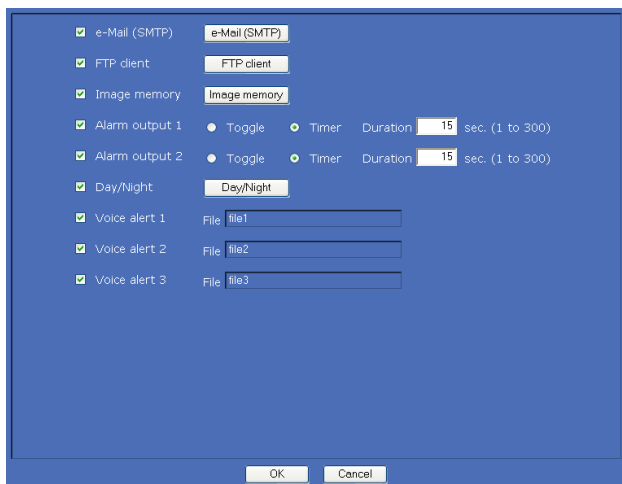 e-Mail (SMTP) e-Mail (SMTP)
FTP client FTP client
Image memory Image memory
Alarm output 1 Toggle Timer Duration 15 sec. (1 to 300)
Alarm output 2 Toggle Timer Duration 15 sec. (1 to 300)
Day/Night Day/Night
Voice alert 1 File file1
Voice alert 2 File file2
Voice alert 3 File file3
OK Cancel